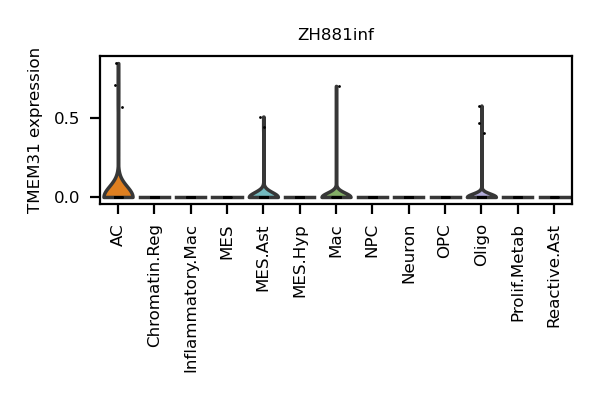 ZH881inf
TMEM31 expression
0.5
0.0
AC
Chromatin.Reg
Inflammatory.Mac
MES
MES.Ast
MES.Hyp
Mac
NPC
Neuron
OPC
Oligo
Prolif.Metab
Reactive.Ast